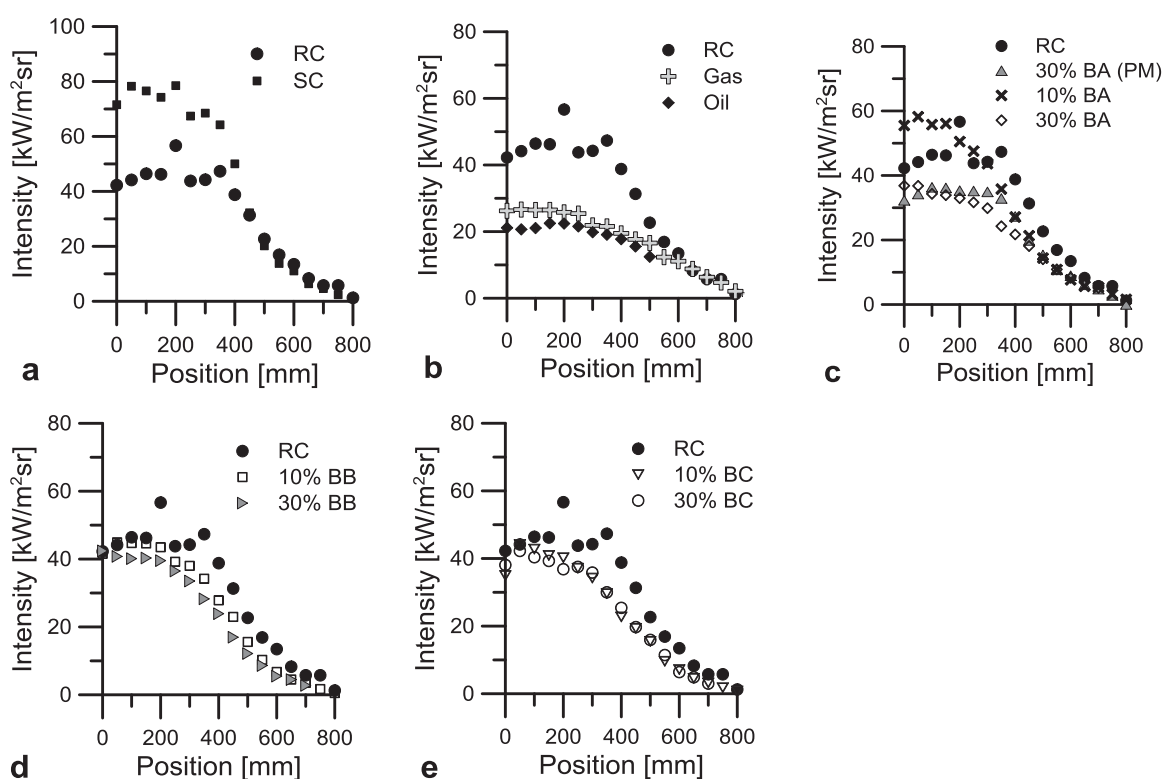 100
80
60
40
20
0
0 200 400 600 800
Intensity [kW/m²sr]
Position [mm]
RC
SC
a
80
60
40
20
0
0 200 400 600 800
Intensity [kW/m²sr]
Position [mm]
RC
Gas
Oil
b
80
60
40
20
0
0 200 400 600 800
Intensity [kW/m²sr]
Position [mm]
RC
30% BA (PM)
10% BA
30% BA
c
80
60
40
20
0
0 200 400 600 800
Intensity [kW/m²sr]
Position [mm]
RC
10% BB
30% BB
d
80
60
40
20
0
0 200 400 600 800
Intensity [kW/m²sr]
Position [mm]
RC
10% BC
30% BC
e